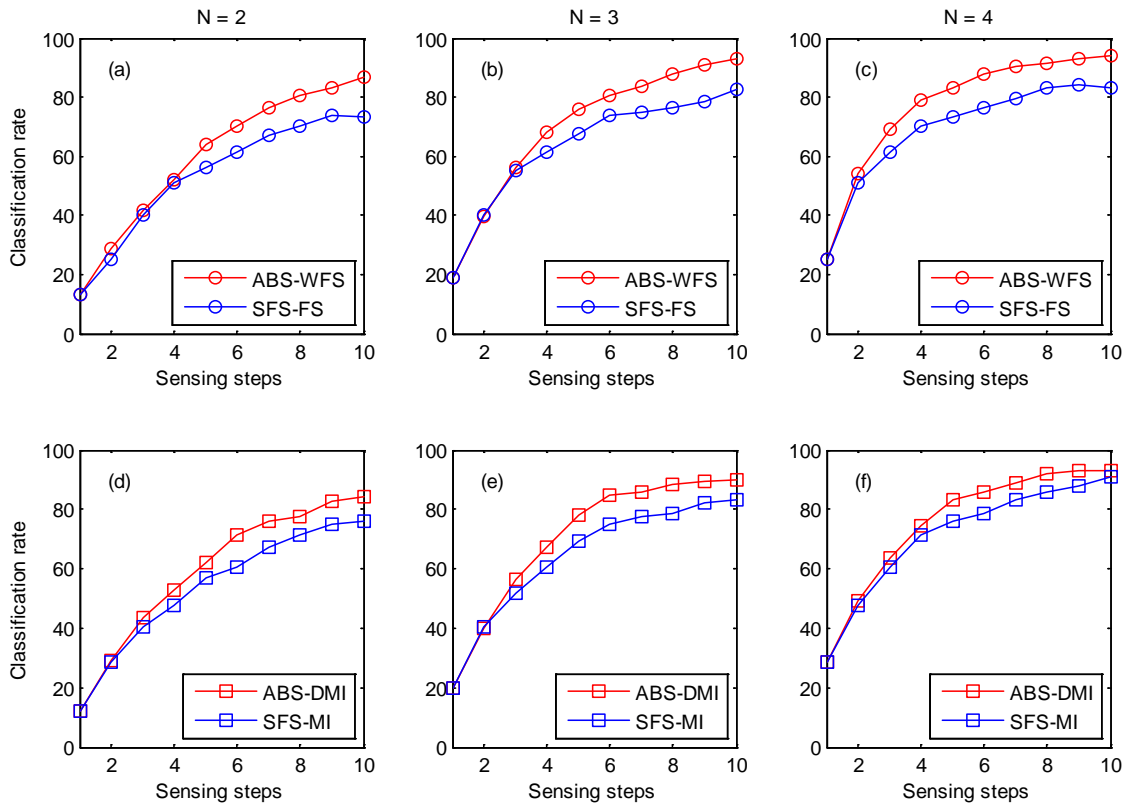 N = 2
N = 3
N = 4
100
80
60
40
20
0
(a)
Classification rate
ABS-WFS
SFS-FS
2 4 6 8 10
Sensing steps
100
80
60
40
20
0
(b)
ABS-WFS
SFS-FS
2 4 6 8 10
Sensing steps
100
80
60
40
20
0
(c)
ABS-WFS
SFS-FS
2 4 6 8 10
Sensing steps
100
80
60
40
20
0
(d)
Classification rate
ABS-DMI
SFS-MI
2 4 6 8 10
Sensing steps
100
80
60
40
20
0
(e)
ABS-DMI
SFS-MI
2 4 6 8 10
Sensing steps
100
80
60
40
20
0
(f)
ABS-DMI
SFS-MI
2 4 6 8 10
Sensing steps